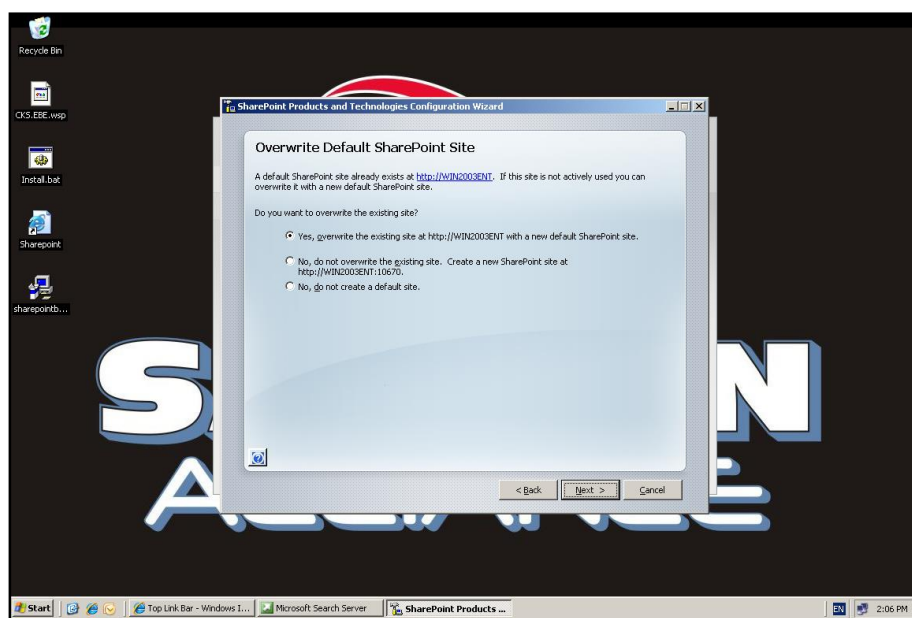 Recycle Bin
CKS.EBE.wsp
Install.bat
Sharepoint
sharepointb...
SharePoint Products and Technologies Configuration Wizard
Overwrite Default SharePoint Site
A default SharePoint site already exists at http://WIN2003ENT. If this site is not actively used you can
overwrite it with a new default SharePoint site.
Do you want to overwrite the existing site?
Yes, overwrite the existing site at http://WIN2003ENT with a new default SharePoint site.
No, do not overwrite the existing site. Create a new SharePoint site at
http://WIN2003ENT:10670.
No, do not create a default site.
< Back
Next >
Cancel
Start
Top Link Bar - Windows I...
Microsoft Search Server
SharePoint Products ...
EN
2:06 PM